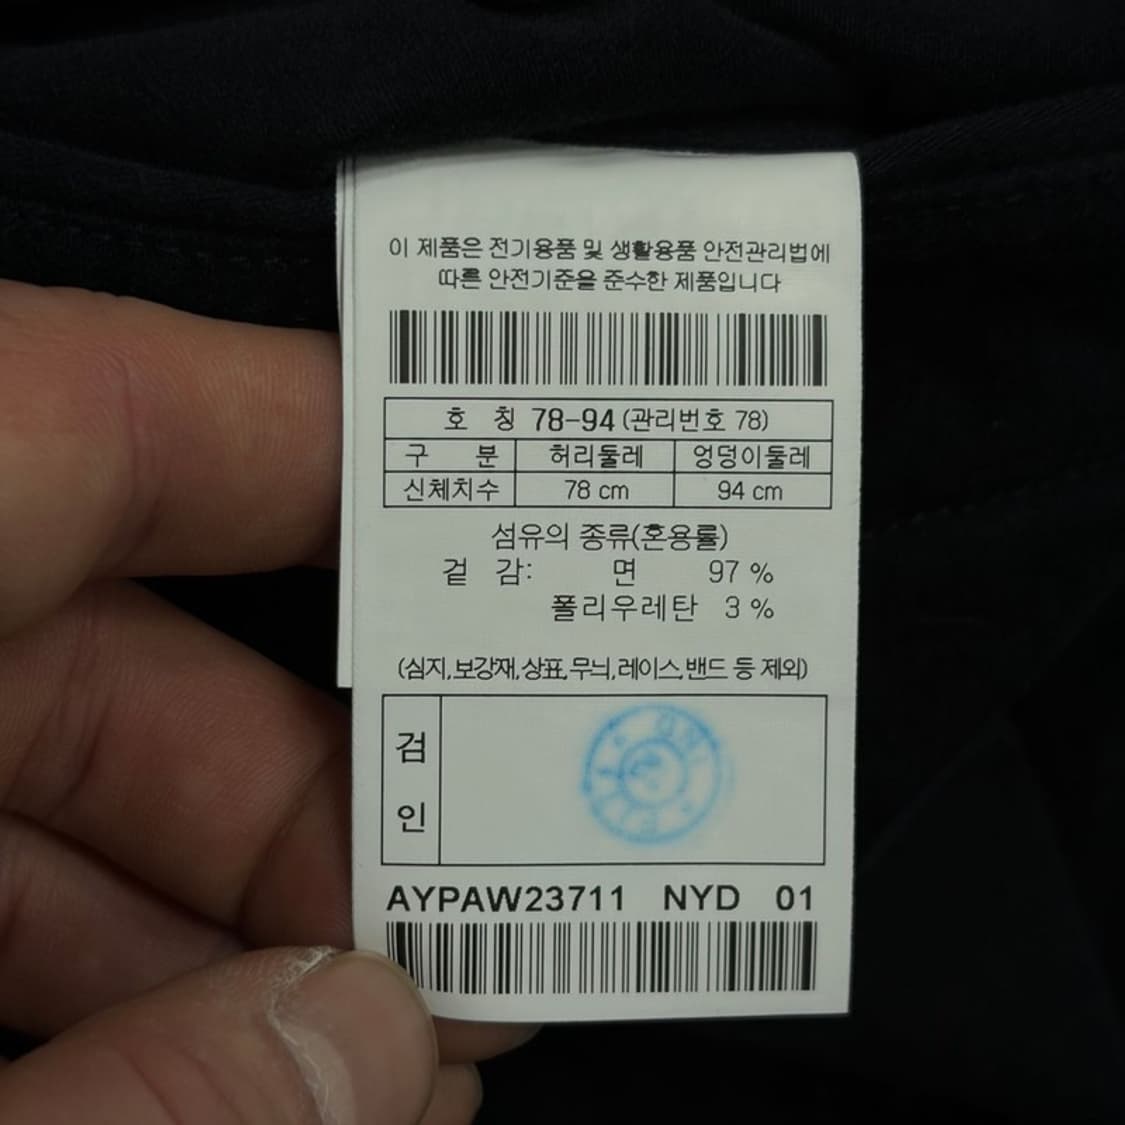 이 제품은 전기용품 및 생활용품 안전관리법에
따른 안전기준을 준수한 제품입니다
호 칭 78-94 (관리번호 78)
구 분 허리둘레 엉덩이둘레
신체치수 78 cm 94 cm
섬유의 종류(혼용률)
겉 감: 면 97 %
폴리우레탄 3 %
(심지,보강재,상표,무늬,레이스,밴드 등 제외)
검
인
AYPAW23711 NYD 01